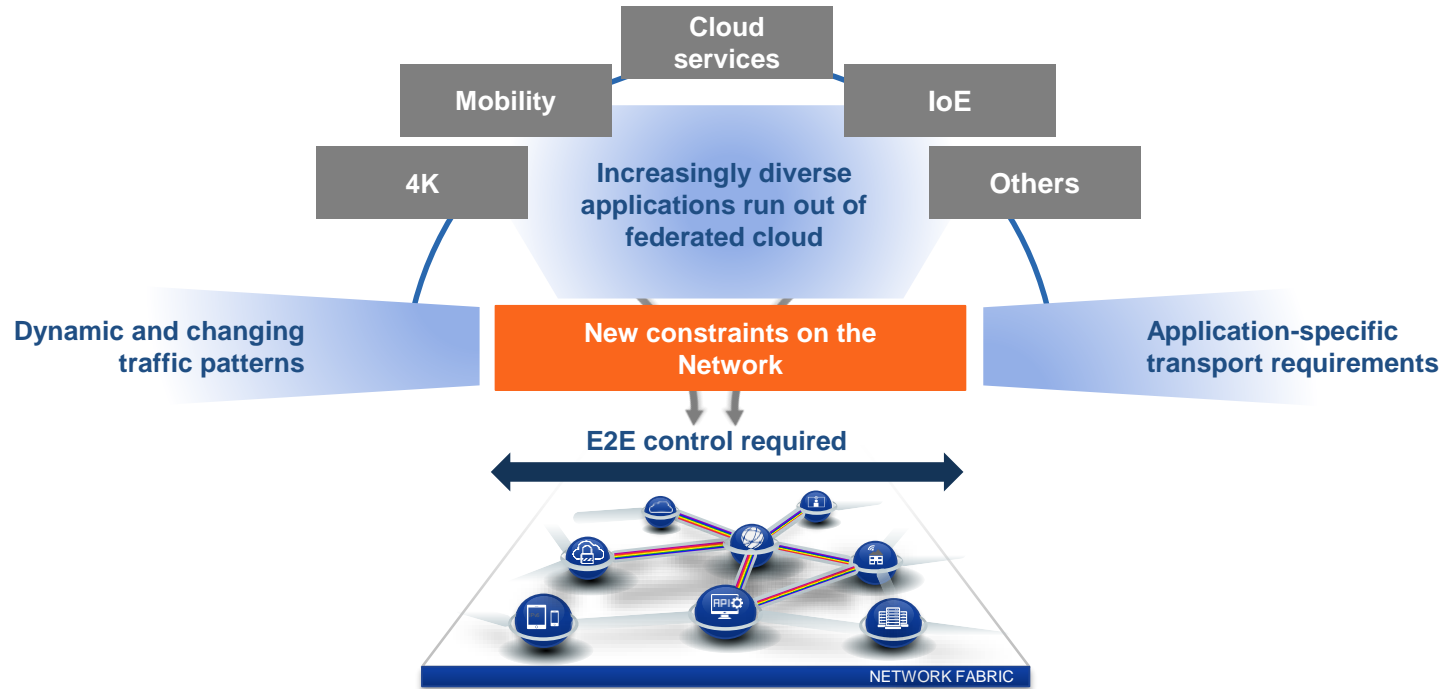 Cloud
services
Mobility
IoE
4K
Others
Increasingly diverse
applications run out of
federated cloud
Dynamic and changing
traffic patterns
New constraints on the
Network
Application-specific
transport requirements
E2E control required
API
NETWORK FABRIC